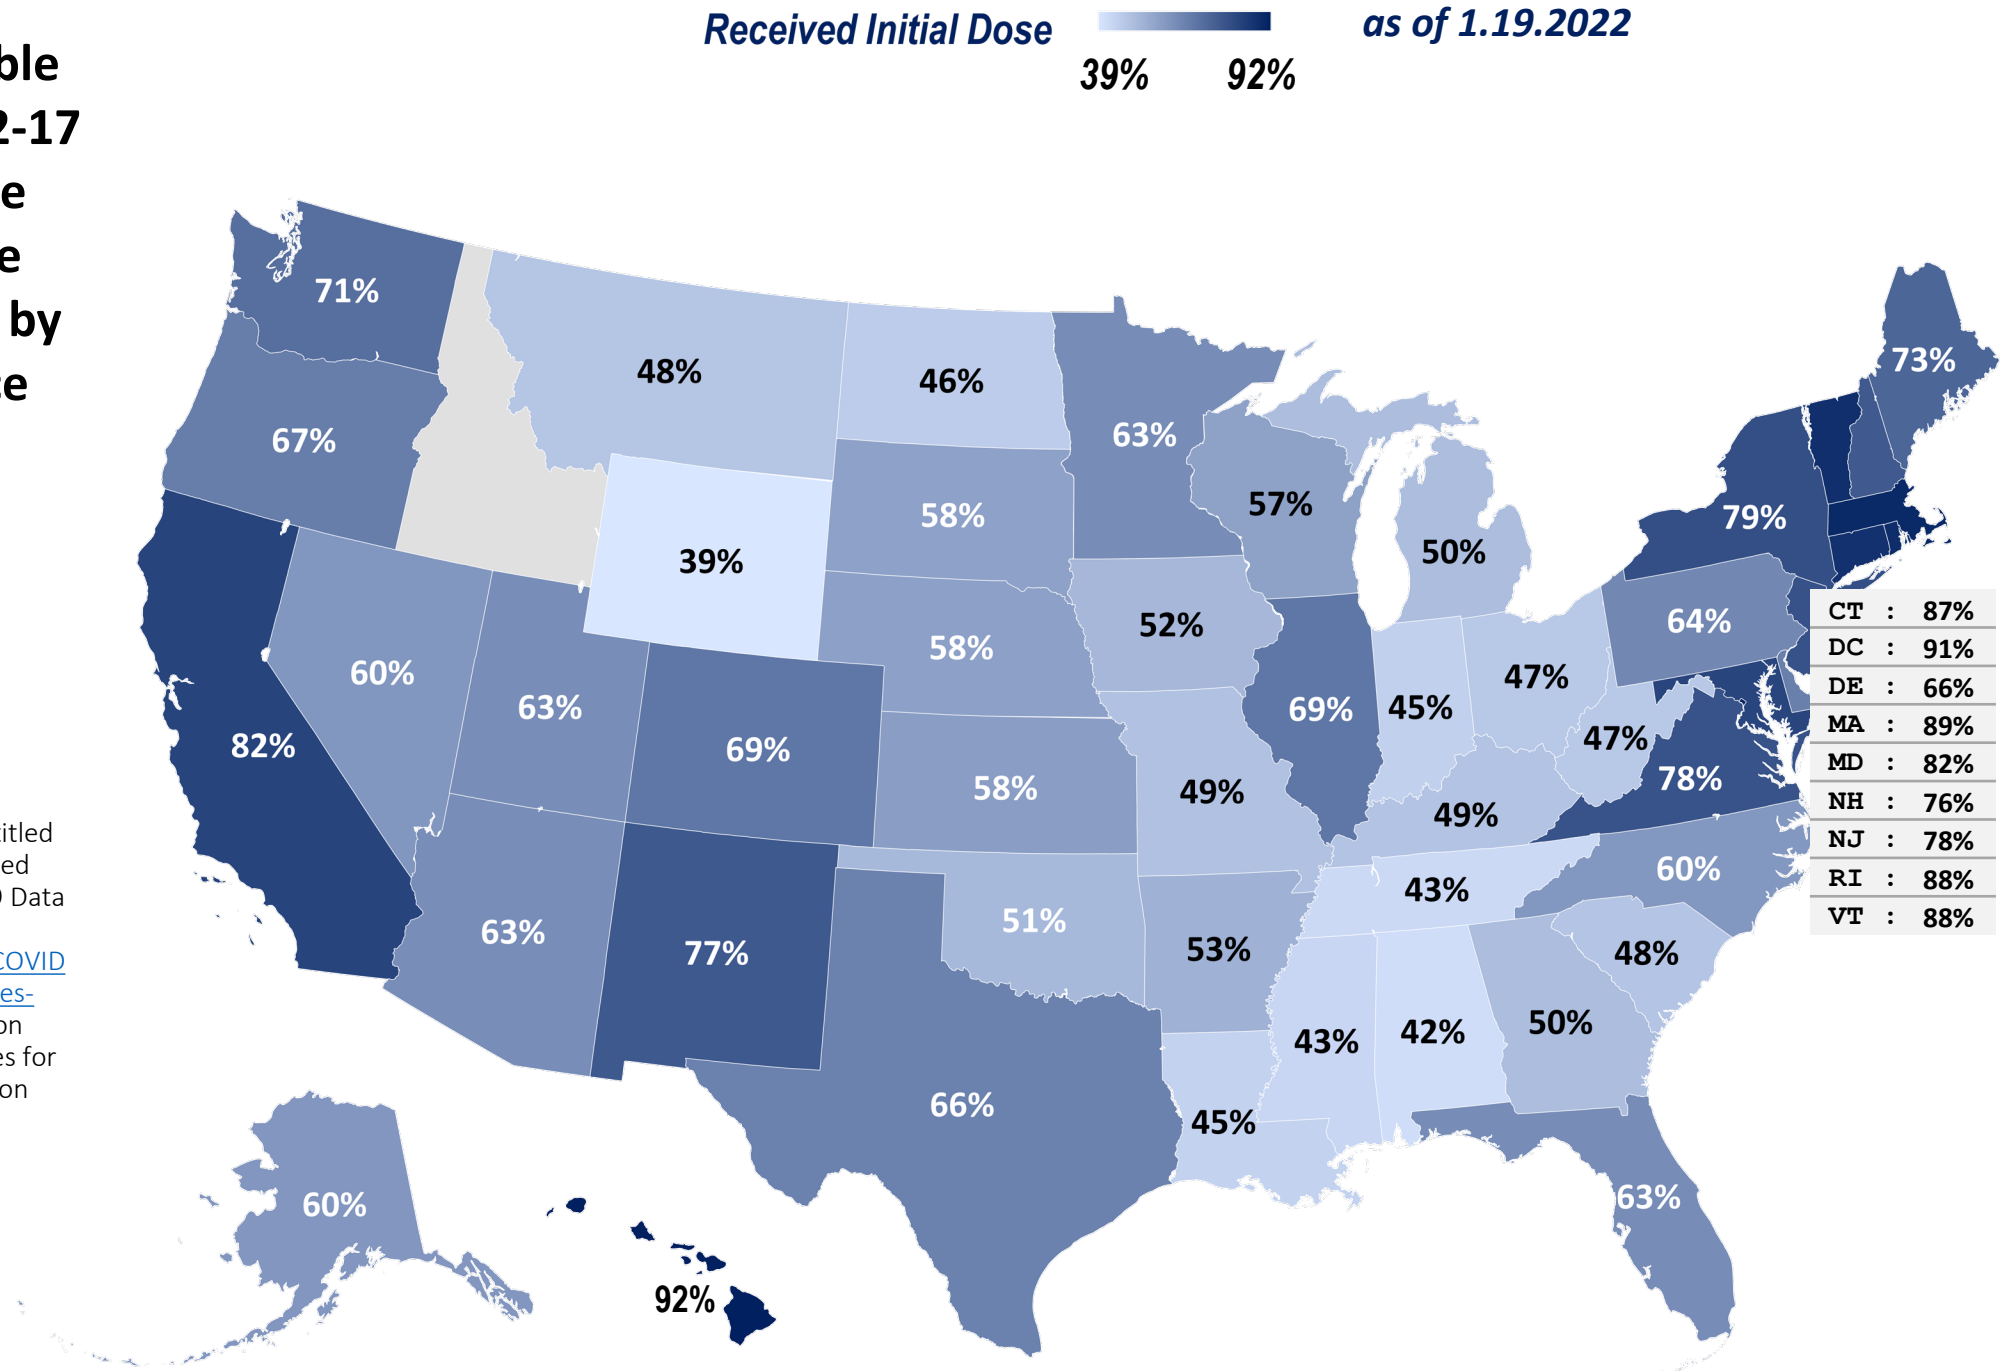 Received Initial Dose
as of 1.19.2022
39% 92%
ble
2-17
e
e
by
ce
71%
48%
46%
73%
67%
63%
58%
57%
79%
50%
39%
52%
64%
58%
60%
47%
63%
69%
45%
82%
69%
47%
78%
58%
49%
49%
60%
43%
51%
63%
77%
53%
48%
50%
42%
43%
66%
45%
63%
60%
92%
CT : 87%
DC : 91%
DE : 66%
MA : 89%
MD : 82%
NH : 76%
NJ : 78%
RI : 88%
VT : 88%
itled
ed
Data
COVID
es-
on
es for
on